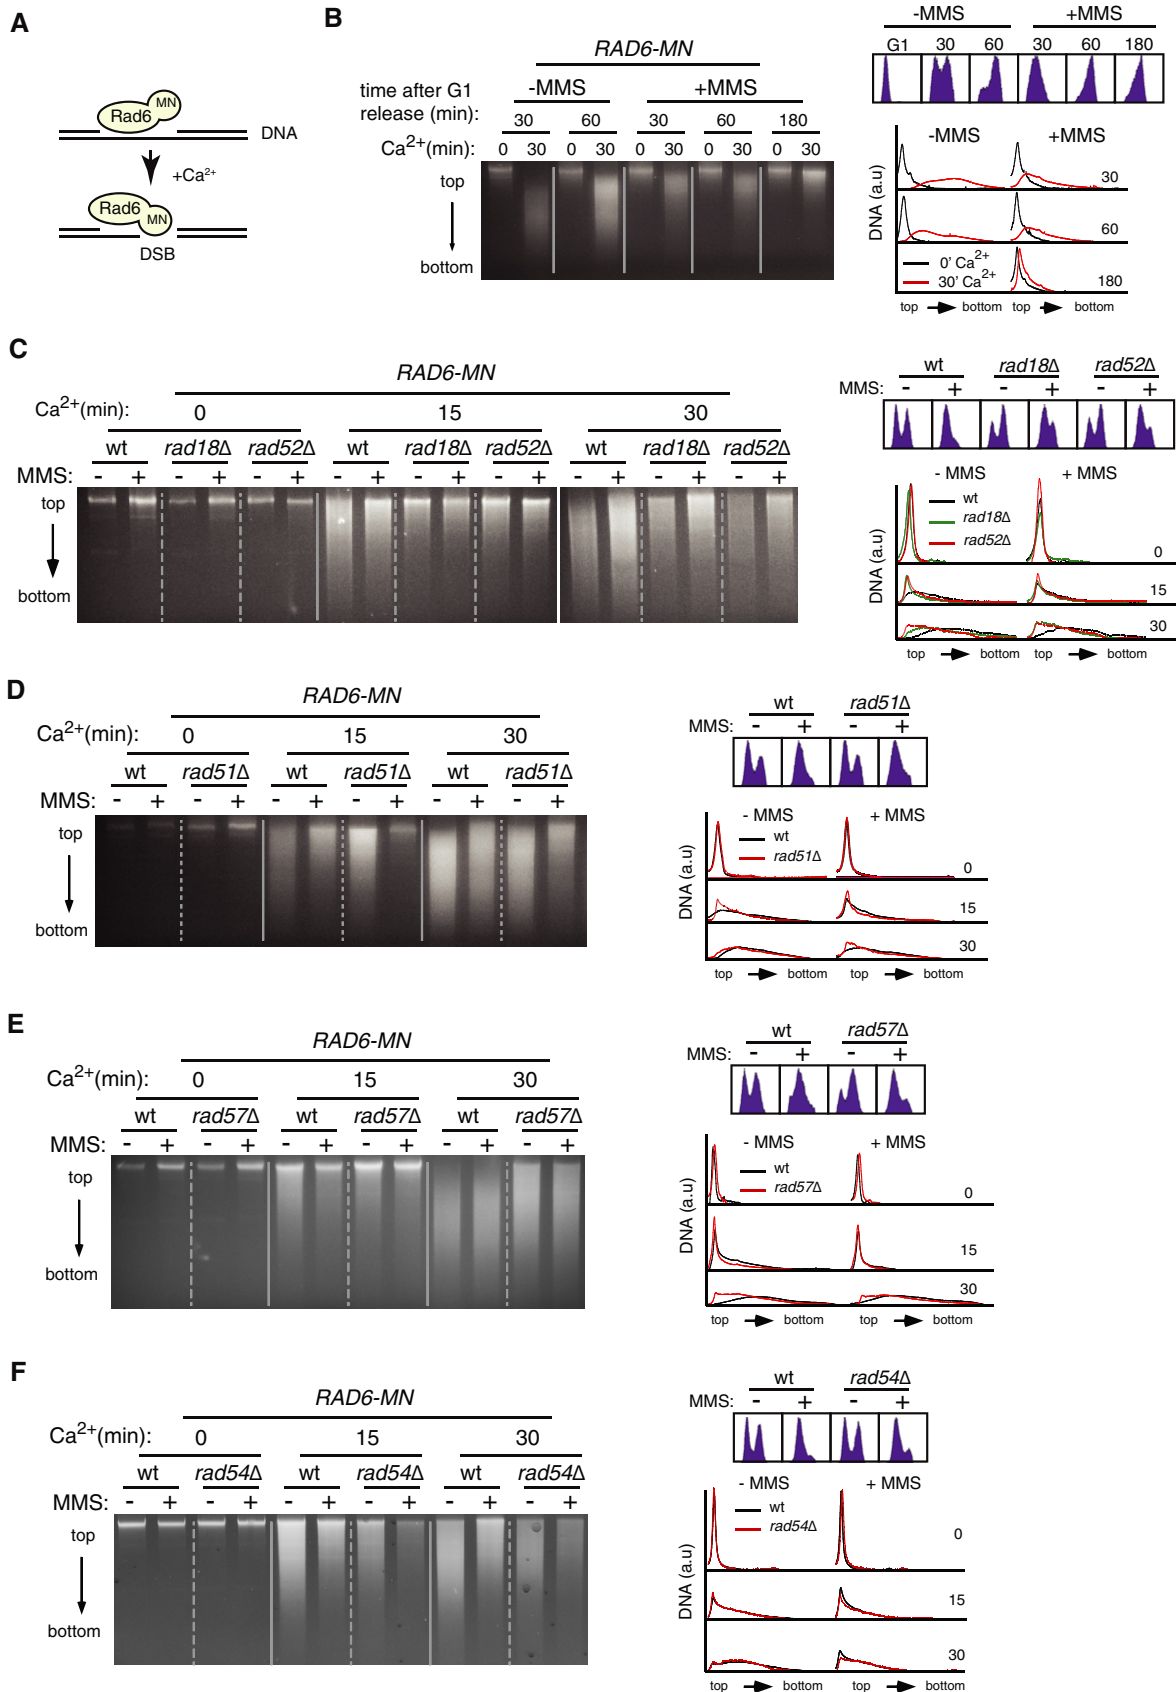 A
Rad6
MN
DNA
+Ca2+
Rad6
MN
DSB
B
RAD6-MN
time after G1
release (min):
-MMS
+MMS
30 60 30 60 180
Ca2+(min):
0 30 0 30 0 30 0 30 0 30
top
bottom
-MMS +MMS
G1 30 60 30 60 180
-MMS +MMS
DNA (a.u)
30
60
0' Ca2+
30' Ca2+
180
top bottom top bottom
C
RAD6-MN
Ca2+(min): 0 15 30
wt rad18Δ rad52Δ wt rad18Δ rad52Δ wt rad18Δ rad52Δ
MMS: - + - + - + - + - + - + - + - + - +
top
bottom
wt rad18Δ rad52Δ
MMS: - + - + - +
- MMS + MMS
wt
rad18Δ
rad52Δ
DNA (a.u)
0
15
30
top bottom top bottom
D
RAD6-MN
Ca2+(min): 0 15 30
wt rad51Δ wt rad51Δ wt rad51Δ
MMS: - + - + - + - + - + - +
top
bottom
wt rad51Δ
MMS: - + - +
- MMS + MMS
wt
rad51Δ
DNA (a.u)
0
15
30
top bottom top bottom
E
RAD6-MN
Ca2+(min): 0 15 30
wt rad57Δ wt rad57Δ wt rad57Δ
MMS: - + - + - + - + - + - +
top
bottom
wt rad57Δ
MMS: - + - +
- MMS + MMS
wt
rad57Δ
DNA (a.u)
0
15
30
top bottom top bottom
F
RAD6-MN
Ca2+(min): 0 15 30
wt rad54Δ wt rad54Δ wt rad54Δ
MMS: - + - + - + - + - + - +
top
bottom
wt rad54Δ
MMS: - + - +
- MMS + MMS
wt
rad54Δ
DNA (a.u)
0
15
30
top bottom top bottom